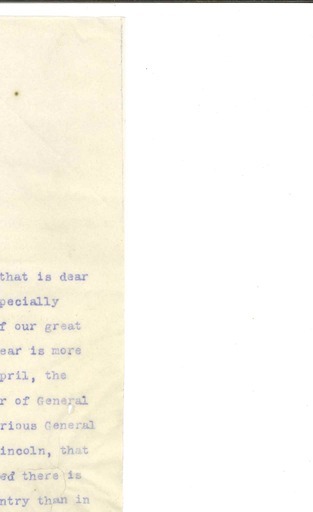 that is dear
pecially
f our great
ear is more
pril, the
r of General
rious General
incoln, that
ed there is
ntry than in